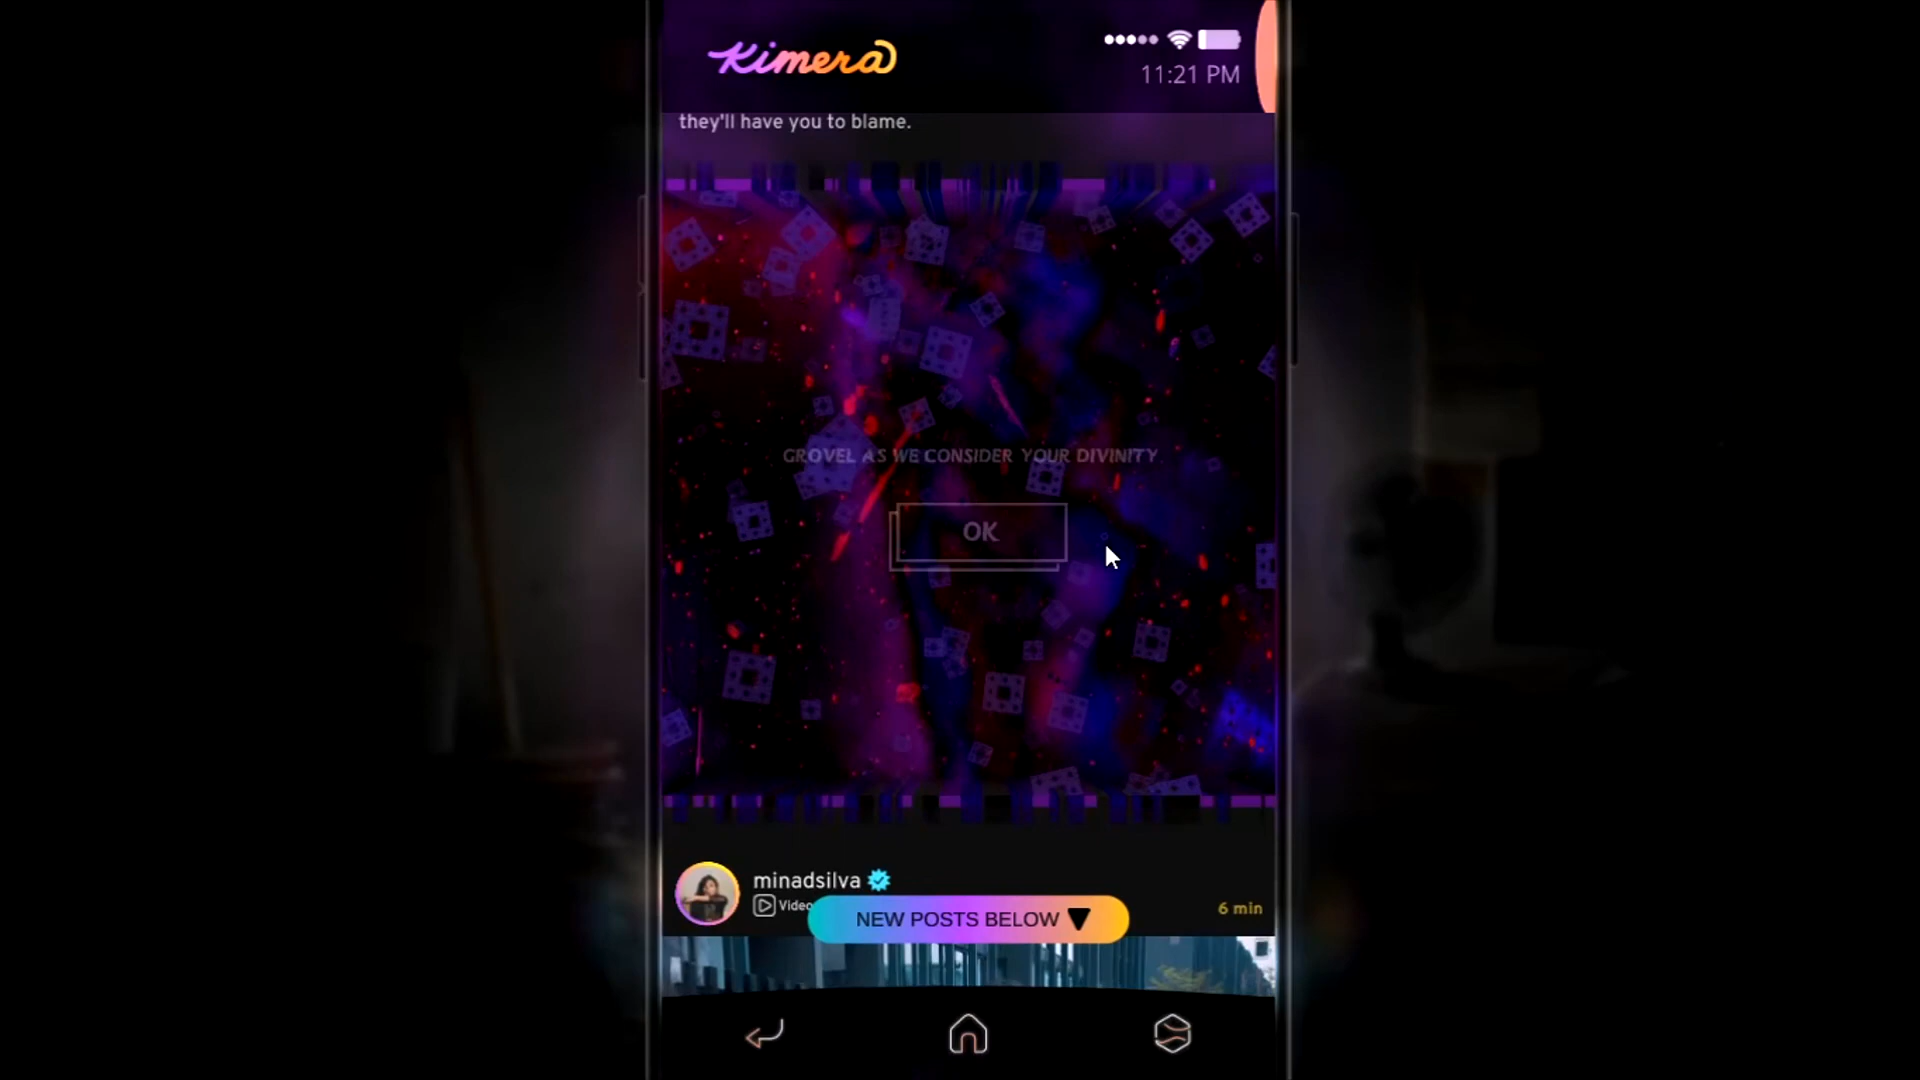 Kimera
11:21 PM
they'll have you to blame.
GROVEL AS WE CONSIDER YOUR DIVINITY
OK
minadsilva
Video
6 min
NEW POSTS BELOW